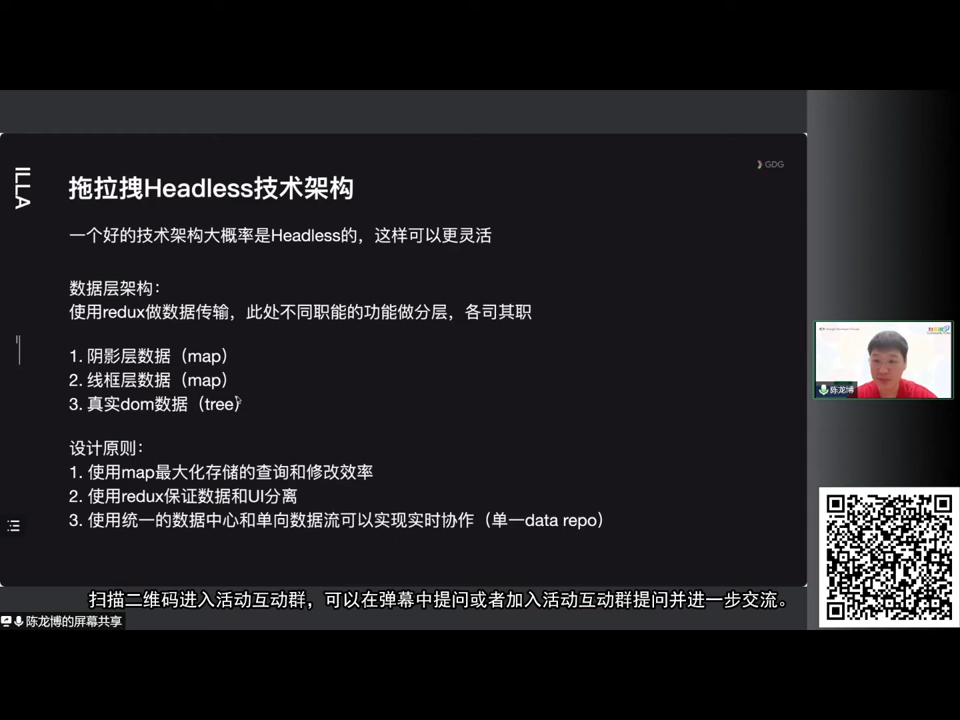 ILLA
GDG
拖拉拽Headless技术架构
一个好的技术架构大概率是Headless的，这样可以更灵活
数据层架构：
使用redux做数据传输，此处不同职能的功能做分层，各司其职
1. 阴影层数据（map）
2. 线框层数据（map）
3. 真实dom数据（tree）
设计原则：
1. 使用map最大化存储的查询和修改效率
2. 使用redux保证数据和UI分离
3. 使用统一的数据中心和单向数据流可以实现实时协作（单一data repo）
陈龙博
扫描二维码进入活动互动群，可以在弹幕中提问或者加入活动互动群提问并进一步交流。
陈龙博的屏幕共享